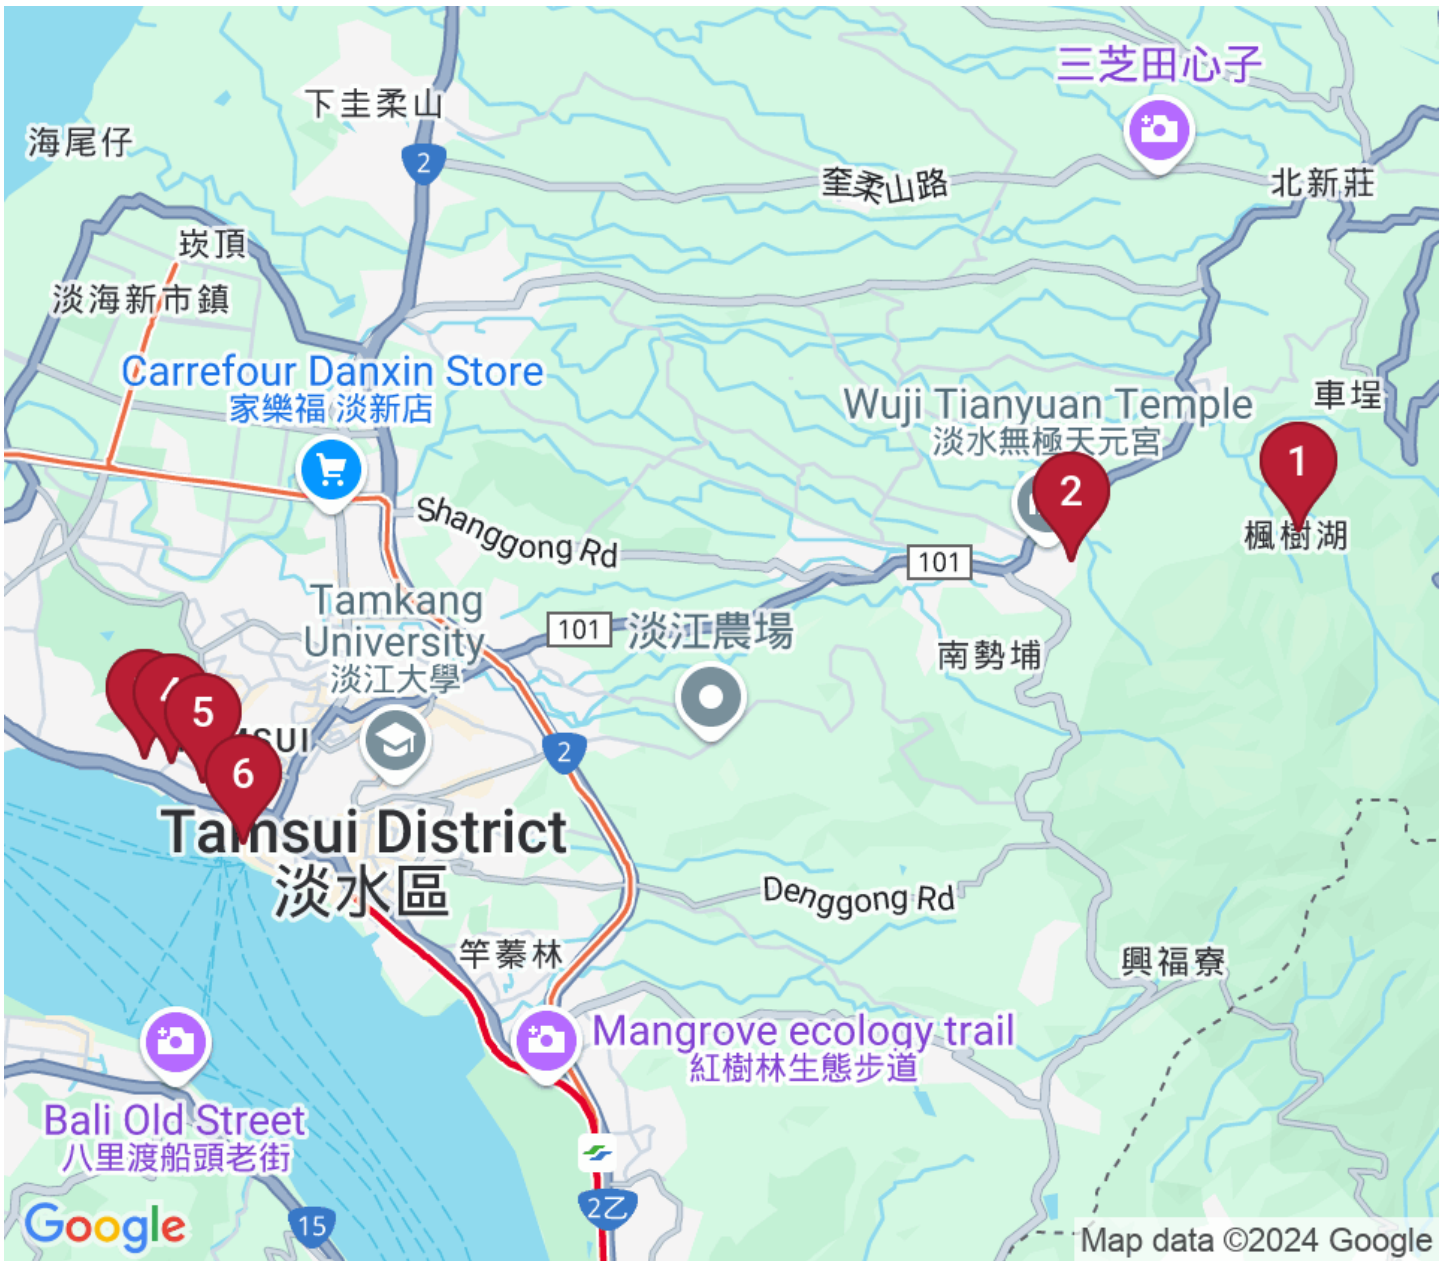 三芝田心子
下圭柔山
海尾仔
2
奎柔山路
北新莊
崁頂
淡海新市鎮
Carrefour Danxin Store
家樂福 淡新店
車埕
Wuji Tianyuan Temple
淡水無極天元宮
1
2
Shanggong Rd
楓樹湖
101
Tamkang
University
淡江大學
101
淡江農場
南勢埔
4
5
SUI
2
6
Tamsui District
淡水區
Denggong Rd
竿蓁林
興福寮
Mangrove ecology trail
紅樹林生態步道
Bali Old Street
八里渡船頭老街
2乙
15
Google
Map data ©2024 Google